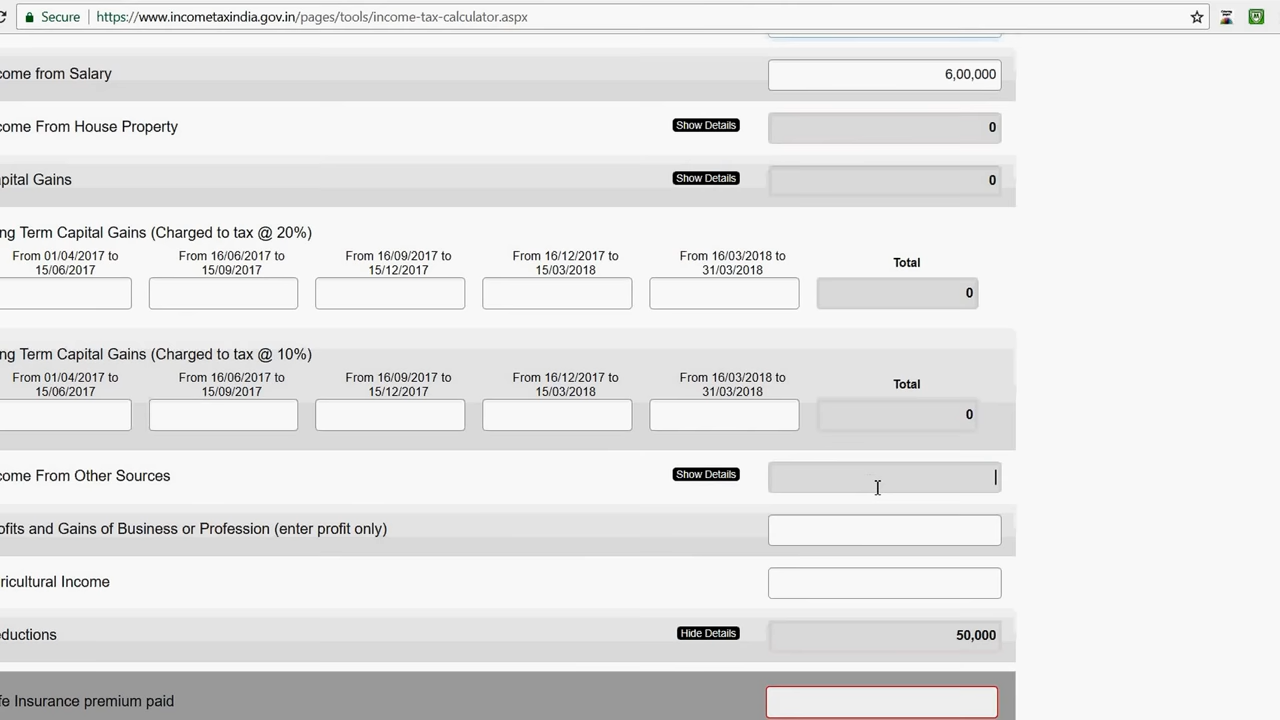 Secure https://www.incometaxindia.gov.in/pages/tools/income-tax-calculator.aspx
come from Salary 6,00,000
come From House Property Show Details 0
pital Gains Show Details 0
ng Term Capital Gains (Charged to tax @ 20%)
From 01/04/2017 to From 16/06/2017 to From 16/09/2017 to From 16/12/2017 to From 16/03/2018 to Total
15/06/2017 15/09/2017 15/12/2017 15/03/2018 31/03/2018
0
ng Term Capital Gains (Charged to tax @ 10%)
From 01/04/2017 to From 16/06/2017 to From 16/09/2017 to From 16/12/2017 to From 16/03/2018 to Total
15/06/2017 15/09/2017 15/12/2017 15/03/2018 31/03/2018
0
come From Other Sources Show Details
ofits and Gains of Business or Profession (enter profit only)
ricultural Income
eductions Hide Details 50,000
fe Insurance premium paid